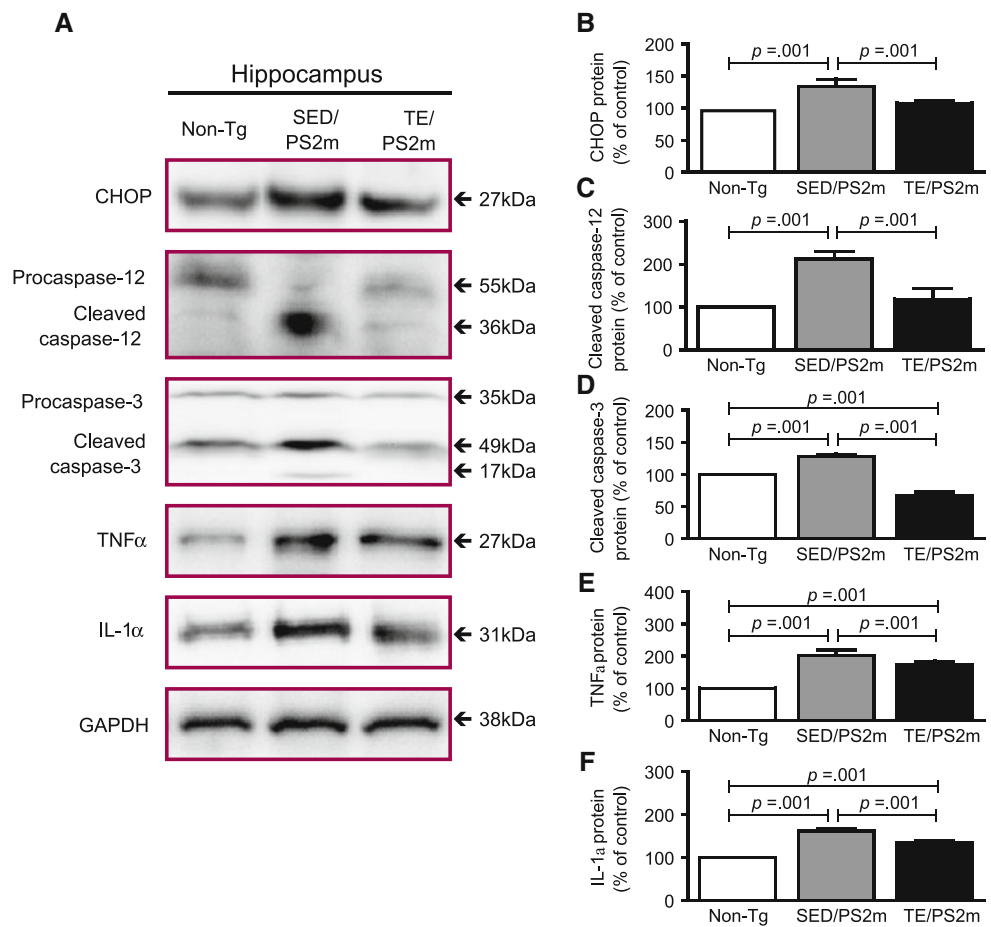 A
Hippocampus
Non-Tg
SED/
PS2m
TE/
PS2m
CHOP
27kDa
Procaspase-12
55kDa
Cleaved
caspase-12
36kDa
Procaspase-3
35kDa
Cleaved
caspase-3
49kDa
17kDa
TNFα
27kDa
IL-1α
31kDa
GAPDH
38kDa
B
CHOP protein
(% of control)
200
150
100
50
0
p =.001
p =.001
Non-Tg SED/PS2m TE/PS2m
C
Cleaved caspase-12
protein (% of control)
300
200
100
0
p =.001
p =.001
Non-Tg SED/PS2m TE/PS2m
D
Cleaved caspase-3
protein (% of control)
200
150
100
50
0
p =.001
p =.001
p =.001
Non-Tg SED/PS2m TE/PS2m
E
TNFa protein
(% of control)
400
300
200
100
0
p =.001
p =.001
p =.001
Non-Tg SED/PS2m TE/PS2m
F
IL-1a protein
(% of control)
300
200
100
0
p =.001
p =.001
p =.001
Non-Tg SED/PS2m TE/PS2m